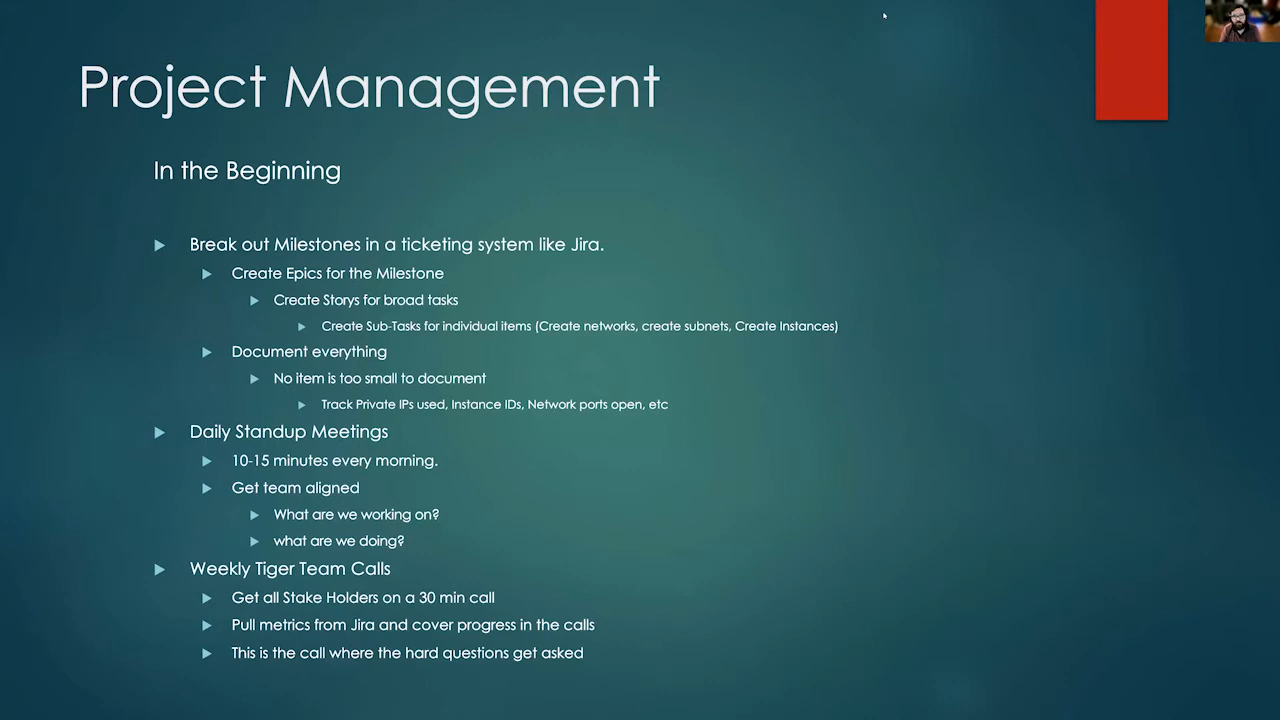 Project Management
In the Beginning
Break out Milestones in a ticketing system like Jira.
Create Epics for the Milestone
Create Storys for broad tasks
Create Sub-Tasks for individual items (Create networks, create subnets, Create Instances)
Document everything
No item is too small to document
Track Private IPs used, Instance IDs, Network ports open, etc
Daily Standup Meetings
10-15 minutes every morning.
Get team aligned
What are we working on?
what are we doing?
Weekly Tiger Team Calls
Get all Stake Holders on a 30 min call
Pull metrics from Jira and cover progress in the calls
This is the call where the hard questions get asked